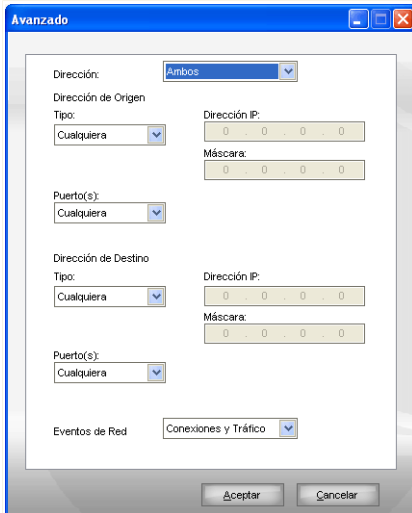 Avanzado
Dirección: Ambos
Dirección de Origen
Tipo: Dirección IP:
Cualquiera 0 . 0 . 0 . 0
Máscara:
0 . 0 . 0 . 0
Puerto(s):
Cualquiera
Dirección de Destino
Tipo: Dirección IP:
Cualquiera 0 . 0 . 0 . 0
Máscara:
0 . 0 . 0 . 0
Puerto(s):
Cualquiera
Eventos de Red Conexiones y Tráfico
Aceptar Cancelar